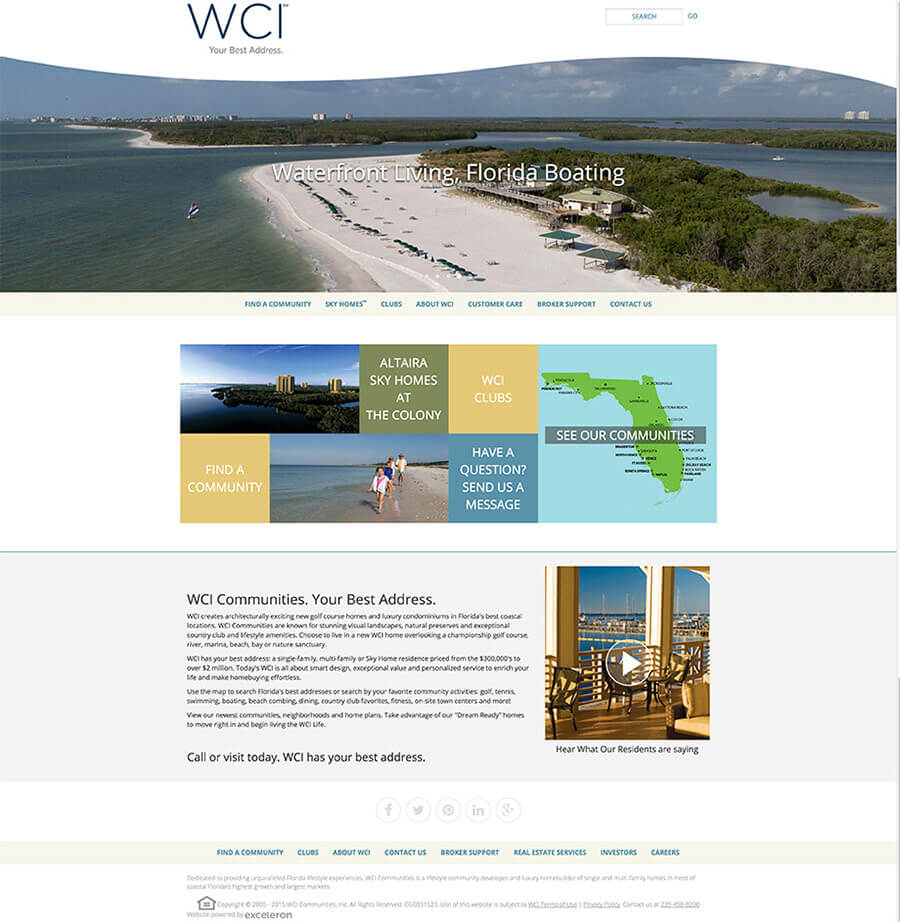 WCI SM
Your Best Address.
SEARCH GO
Waterfront Living, Florida Boating
FIND A COMMUNITY SKY HOMES™ CLUBS ABOUT WCI CUSTOMER CARE BROKER SUPPORT CONTACT US
ALTAIRA
SKY HOMES
AT
THE COLONY
WCI
CLUBS
SEE OUR COMMUNITIES
FIND A
COMMUNITY
HAVE A
QUESTION?
SEND US A
MESSAGE
WCI Communities. Your Best Address.
WCI creates architecturally exciting new golf course homes and luxury condominiums in Florida's best coastal
locations. WCI Communities are known for stunning visual landscapes, natural preserves and exceptional
country club and lifestyle amenities. Choose to live in a new WCI home overlooking a championship golf course,
river, marina, beach, bay or nature sanctuary.
WCI has your best address: a single-family, multi-family or Sky Home residence priced from the $300,000's to
over $2 million. Today's WCI is all about smart design, exceptional value and personalized service to enrich your
life and make homebuying effortless.
Use the map to search Florida's best addresses or search by your favorite community activities: golf, tennis,
swimming, boating, beach combing, dining, country club favorites, fitness, on-site town centers and more!
View our newest communities, neighborhoods and home plans. Take advantage of our "Dream Ready" homes
to move right in and begin living the WCI Life.
Call or visit today. WCI has your best address.
Hear What Our Residents are saying
FIND A COMMUNITY CLUBS ABOUT WCI CONTACT US BROKER SUPPORT REAL ESTATE SERVICES INVESTORS CAREERS
Dedicated to providing unparalleled Florida lifestyle experiences, WCI Communities is a lifestyle community developer and luxury homebuilder of single and multi-family homes in most of
coastal Florida's highest growth and largest markets.
Copyright © 2005 - 2015 WCI Communities, Inc. All Rights Reserved. CGC031523. Use of this website is subject to WCI Terms of Use | Privacy Policy. Contact us at 239-498-8200
Website powered by exceleron